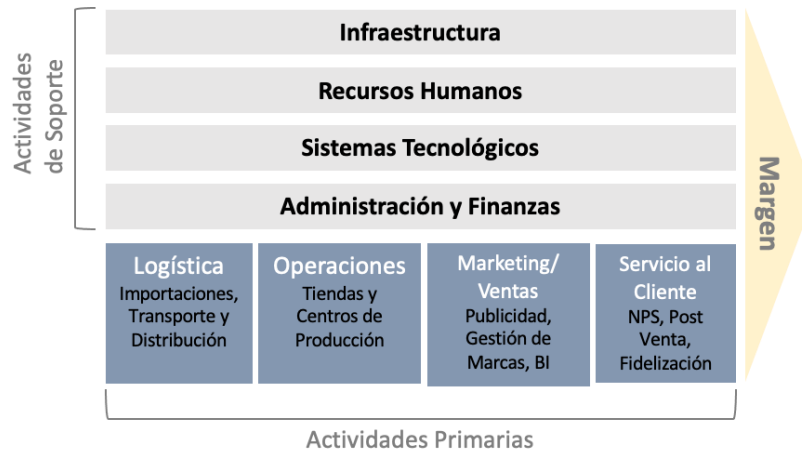 Actividades
de Soporte
Infraestructura
Recursos Humanos
Sistemas Tecnológicos
Administración y Finanzas
Margen
Logística
Importaciones,
Transporte y
Distribución
Operaciones
Tiendas y
Centros de
Producción
Marketing/
Ventas
Publicidad,
Gestión de
Marcas, BI
Servicio al
Cliente
NPS, Post
Venta,
Fidelización
Actividades Primarias